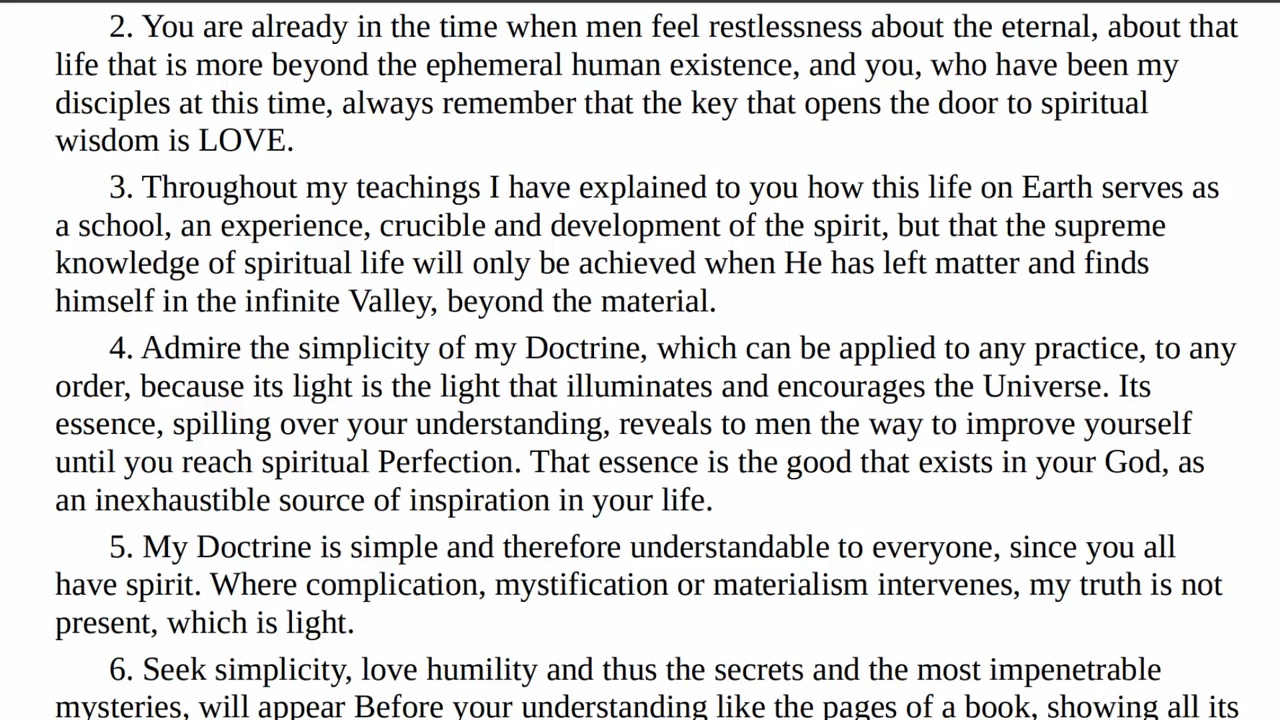 2. You are already in the time when men feel restlessness about the eternal, about that
life that is more beyond the ephemeral human existence, and you, who have been my
disciples at this time, always remember that the key that opens the door to spiritual
wisdom is LOVE.
3. Throughout my teachings I have explained to you how this life on Earth serves as
a school, an experience, crucible and development of the spirit, but that the supreme
knowledge of spiritual life will only be achieved when He has left matter and finds
himself in the infinite Valley, beyond the material.
4. Admire the simplicity of my Doctrine, which can be applied to any practice, to any
order, because its light is the light that illuminates and encourages the Universe. Its
essence, spilling over your understanding, reveals to men the way to improve yourself
until you reach spiritual Perfection. That essence is the good that exists in your God, as
an inexhaustible source of inspiration in your life.
5. My Doctrine is simple and therefore understandable to everyone, since you all
have spirit. Where complication, mystification or materialism intervenes, my truth is not
present, which is light.
6. Seek simplicity, love humility and thus the secrets and the most impenetrable
mysteries, will appear Before your understanding like the pages of a book, showing all its